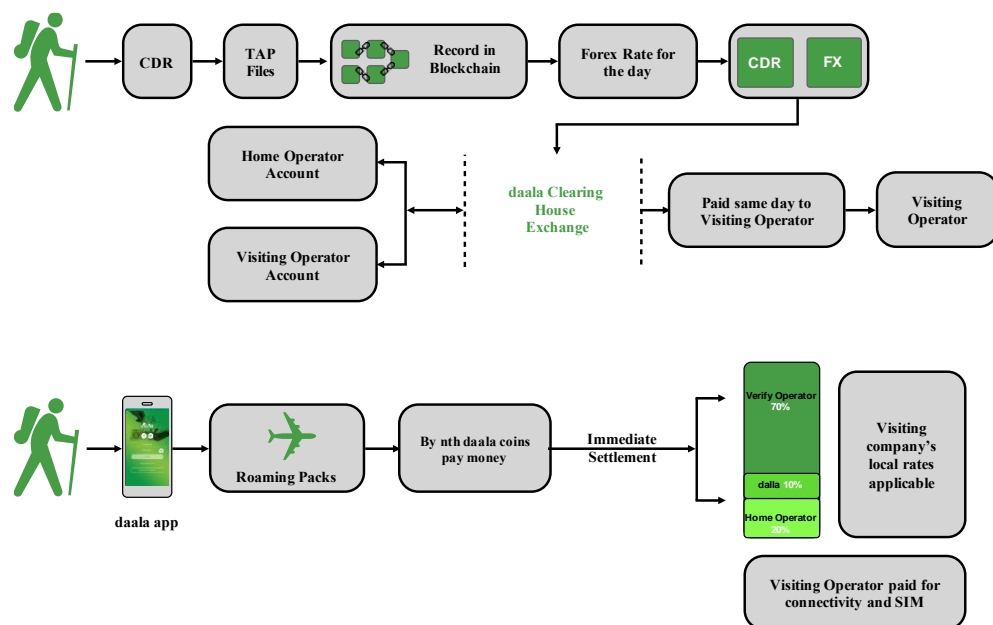 CDR
TAP
Files
Record in
Blockchain
Forex Rate for
the day
CDR
FX
Home Operator
Account
daala Clearing
House
Exchange
Paid same day to
Visiting Operator
Visiting
Operator
Visiting Operator
Account
Verify Operator
70%
dalla 10%
Home Operator
20%
Visiting
company's
local rates
applicable
By nth daala coins
pay money
Immediate
Settlement
Roaming Packs
daala app
Visiting Operator paid for
connectivity and SIM